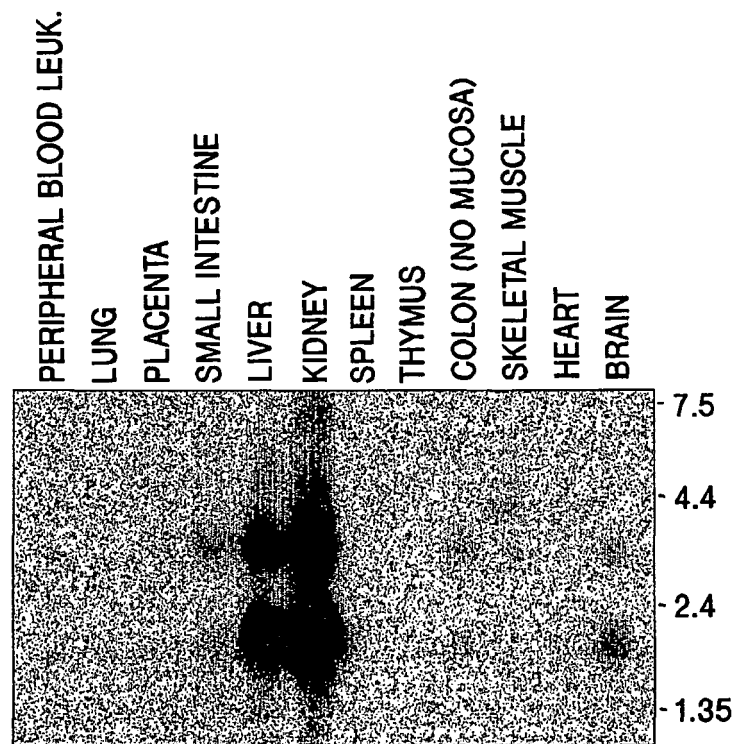 PERIPHERAL BLOOD LEUK.
LUNG
PLACENTA
SMALL INTESTINE
LIVER
KIDNEY
SPLEEN
THYMUS
COLON (NO MUCOSA)
SKELETAL MUSCLE
HEART
BRAIN
- 7.5
- 4.4
- 2.4
- 1.35